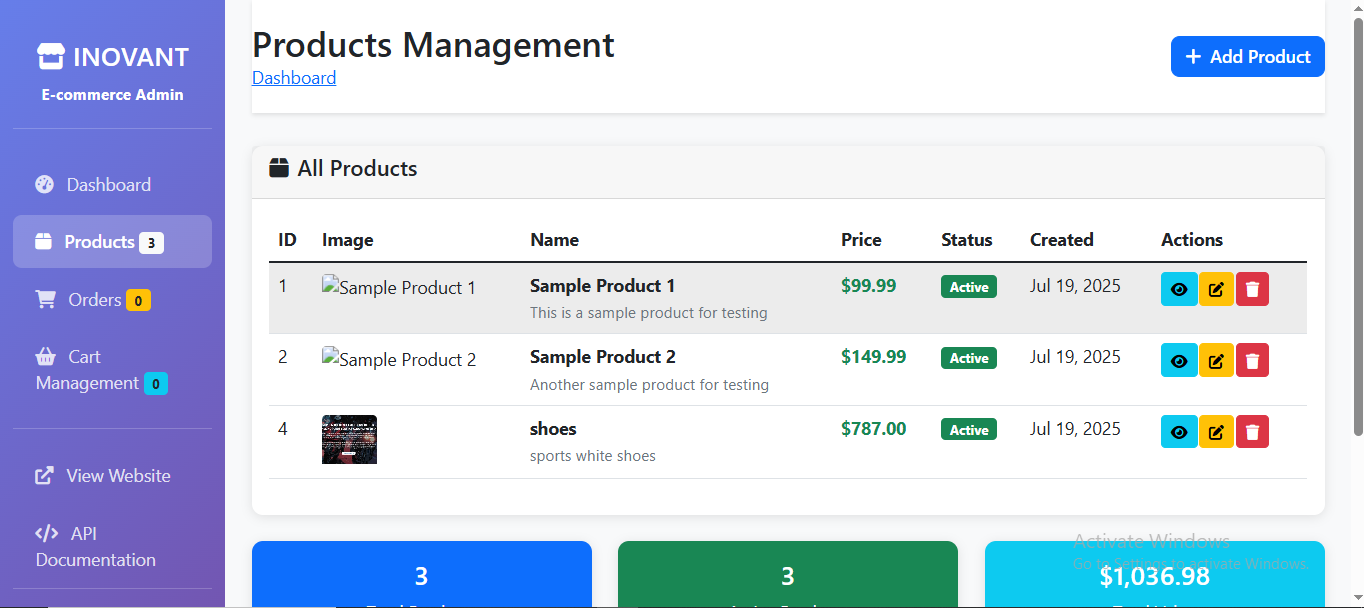 INOVANT
E-commerce Admin
Dashboard
Products 3
Orders 0
Cart
Management 0
View Website
API
Documentation
Products Management
Dashboard
Add Product
All Products
ID Image Name Price Status Created Actions
1 Sample Product 1 Sample Product 1 $99.99 Active Jul 19, 2025
This is a sample product for testing
2 Sample Product 2 Sample Product 2 $149.99 Active Jul 19, 2025
Another sample product for testing
4 shoes $787.00 Active Jul 19, 2025
sports white shoes
3
3
$1,036.98
Activate Windows
Go to Settings to activate Windows.